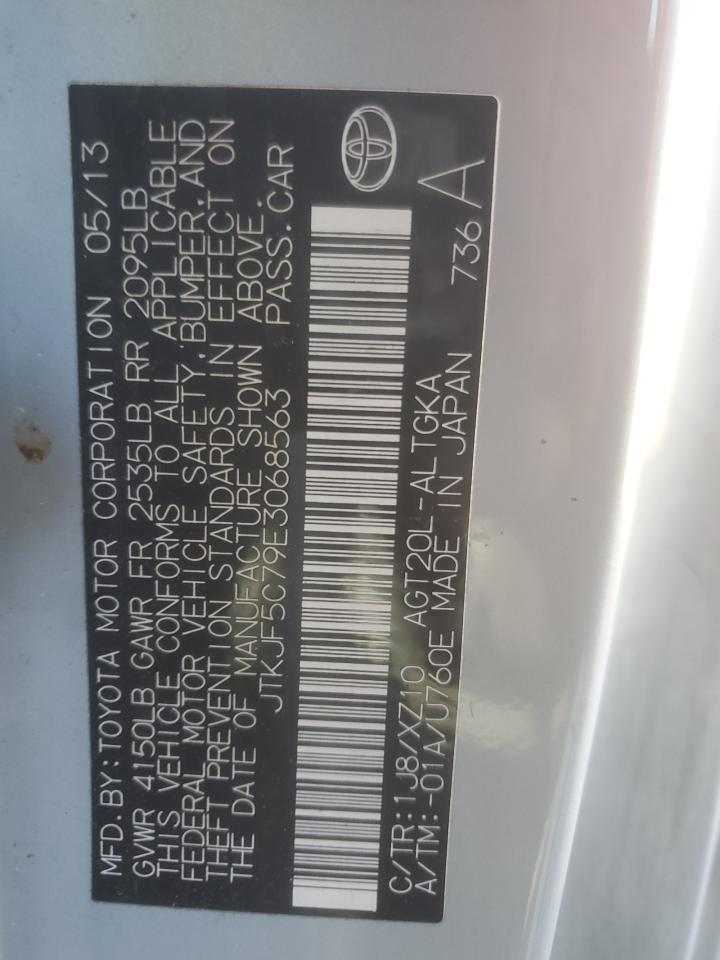 MFD.BY:TOYOTA MOTOR CORPORATION 05/13
GVWR 4150LB GAWR FR 2535LB RR 2095LB
THIS VEHICLE CONFORMS TO ALL APPLICABLE
FEDERAL MOTOR VEHICLE SAFETY,BUMPER,AND
THEFT PREVENTION STANDARDS IN EFFECT ON
THE DATE OF MANUFACTURE SHOWN ABOVE.
JTKJF5C79E3068563 PASS.CAR
C/TR:1J8/XZ10 AGT20L-ALTGKA 736 A
A/TM:-01A/U760E MADE IN JAPAN